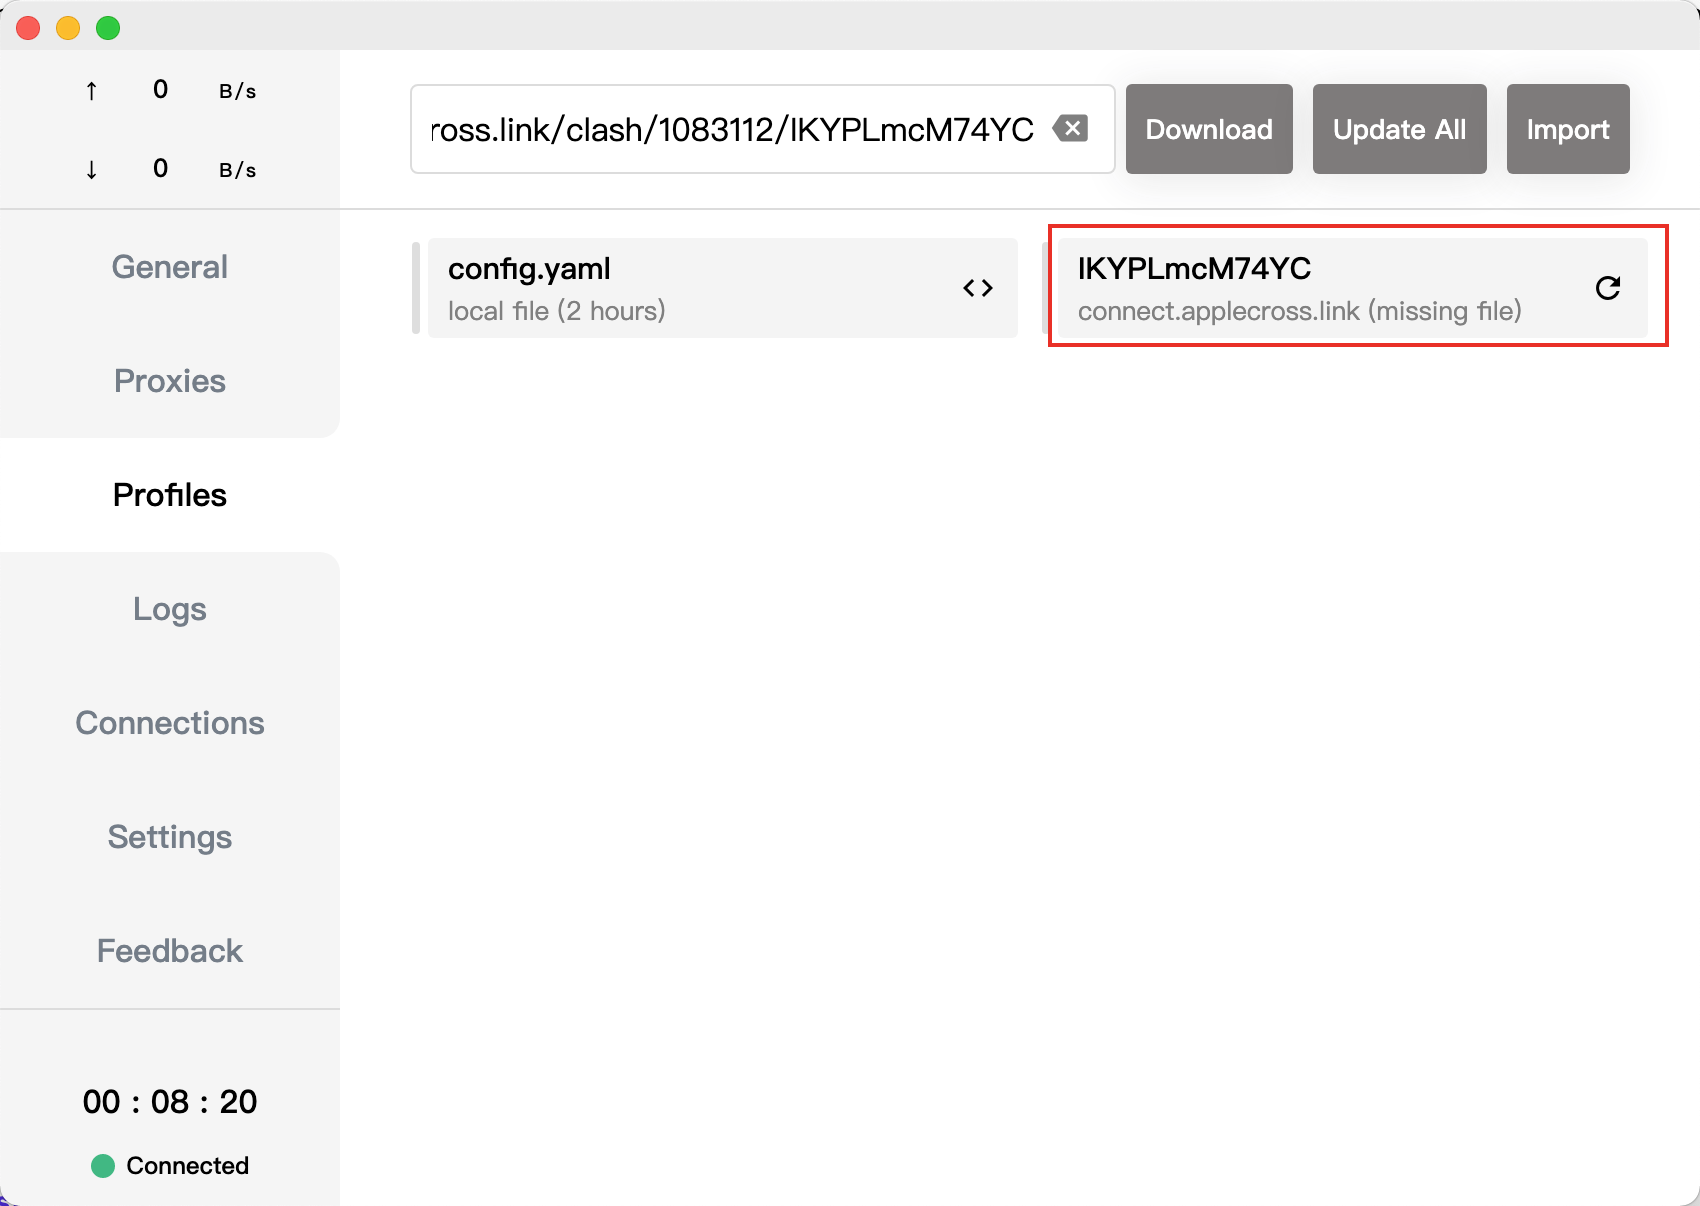 ↑ 0 B/s
↓ 0 B/s
General
Proxies
Profiles
Logs
Connections
Settings
Feedback
00 : 08 : 20
Connected
ross.link/clash/1083112/IKYPLmcM74YC
Download
Update All
Import
config.yaml
local file (2 hours)
<>
IKYPLmcM74YC
connect.applecross.link (missing file)